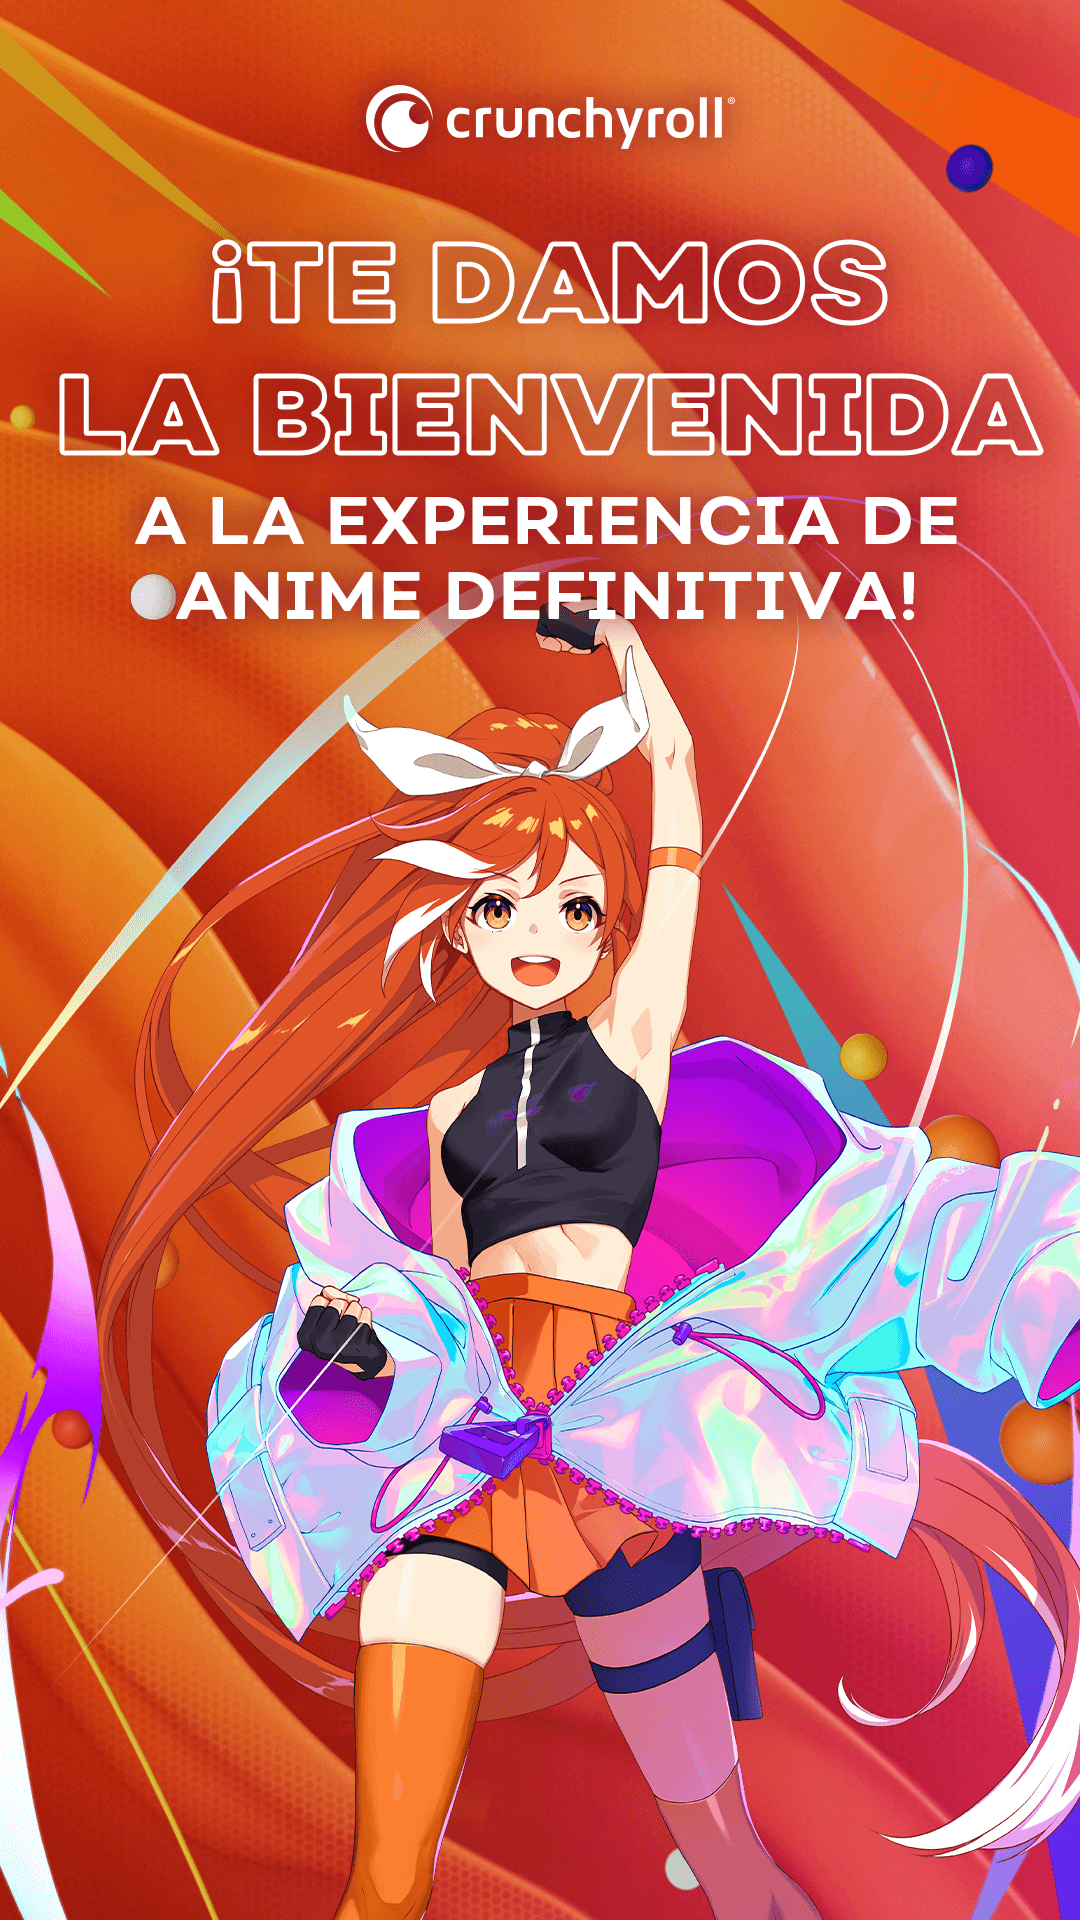 crunchyroll®
¡TE DAMOS
LA BIENVENIDA
A LA EXPERIENCIA DE
ANIME DEFINITIVA!